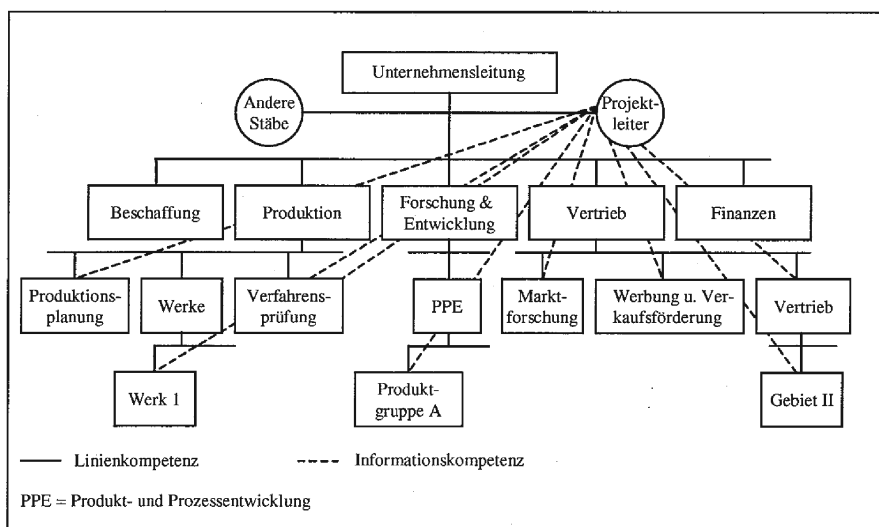 Unternehmensleitung
Andere
Stäbe
Projekt-
leiter
Beschaffung
Produktion
Forschung &
Entwicklung
Vertrieb
Finanzen
Produktions-
planung
Werke
Verfahrens-
prüfung
PPE
Markt-
forschung
Werbung u. Ver-
kaufsförderung
Vertrieb
Werk 1
Produkt-
gruppe A
Gebiet II
Linienkompetenz
Informationskompetenz
PPE = Produkt- und Prozessentwicklung